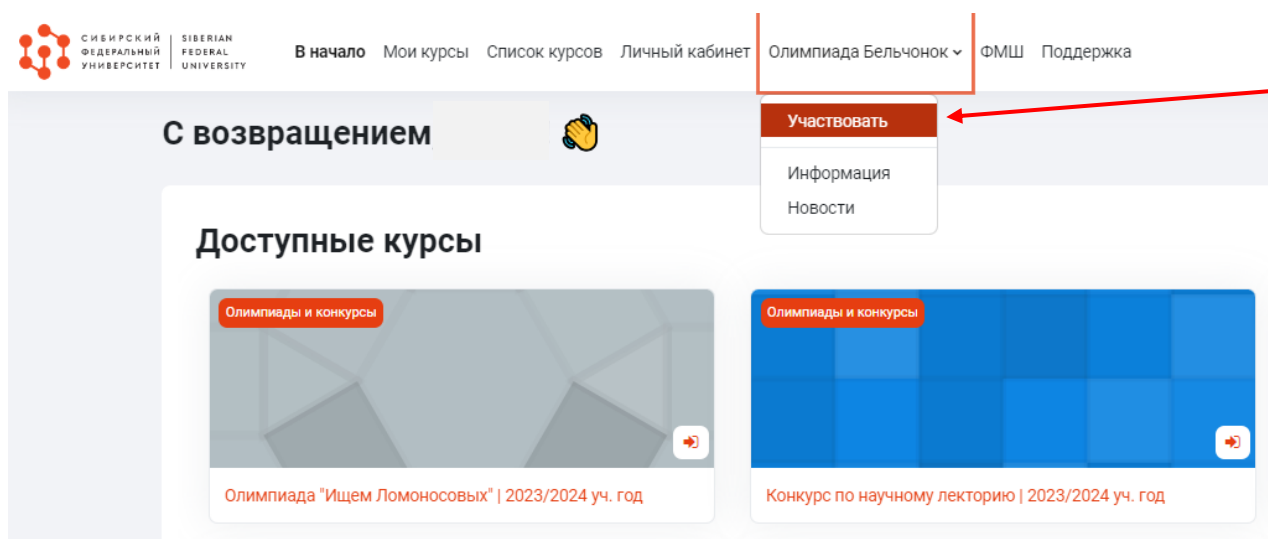 СИБИРСКИЙ
ФЕДЕРАЛЬНЫЙ
УНИВЕРСИТЕТ
SIBERIAN
FEDERAL
UNIVERSITY
В начало Мои курсы Список курсов Личный кабинет Олимпиада Бельчонок ФМШ Поддержка
Участвовать
Информация
Новости
С возвращением
Доступные курсы
Олимпиады и конкурсы
Олимпиада "Ищем Ломоносовых" | 2023/2024 уч. год
Олимпиады и конкурсы
Конкурс по научному лекторию | 2023/2024 уч. год